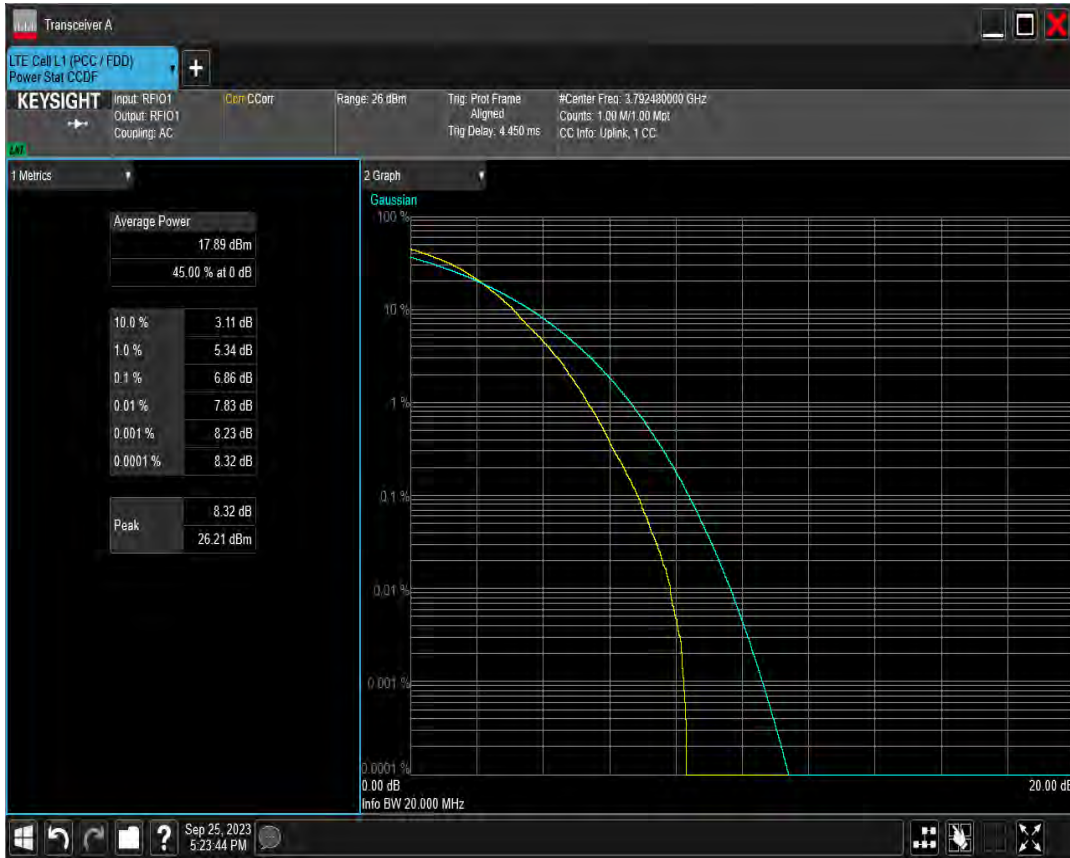 Transceiver A
LTE Cell L1 (PCC / FDD)
Power Stat CCDF
+
KEYSIGHT
Input: RFIO1
Output: RFIO1
Coupling: AC
Corr CCorr
Range: 26 dBm
Trig: Prot Frame
Aligned
Trig Delay: 4.450 ms
#Center Freq: 3.792480000 GHz
Counts: 1.00 M/1.00 Mpt
CC Info: Uplink, 1 CC
1 Metrics
Average Power
17.89 dBm
45.00 % at 0 dB
10.0 % 3.11 dB
1.0 % 5.34 dB
0.1 % 6.86 dB
0.01 % 7.83 dB
0.001 % 8.23 dB
0.0001 % 8.32 dB
Peak
8.32 dB
26.21 dBm
2 Graph
Gaussian
100 %
10 %
1 %
0.1 %
0.01 %
0.001 %
0.0001 %
0.00 dB
20.00 dB
Info BW 20.000 MHz
?
Sep 25, 2023
5:23:44 PM